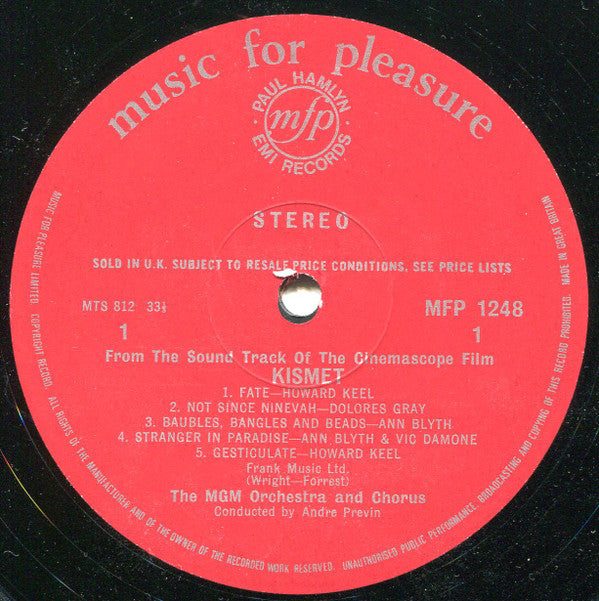 music for pleasure
PAUL HAMLYN
mfp
EMI RECORDS
STEREO
SOLD IN U.K. SUBJECT TO RESALE PRICE CONDITIONS, SEE PRICE LISTS
MTS 812 33⅓
MFP 1248
1
1
From The Sound Track Of The Cinemascope Film
KISMET
1. FATE—HOWARD KEEL
2. NOT SINCE NINEVAH—DOLORES GRAY
3. BAUBLES, BANGLES AND BEADS—ANN BLYTH
4. STRANGER IN PARADISE—ANN BLYTH & VIC DAMONE
5. GESTICULATE—HOWARD KEEL
Frank Music Ltd.
(Wright—Forrest)
The MGM Orchestra and Chorus
Conducted by Andre Previn
MUSIC FOR PLEASURE LIMITED. COPYRIGHT RECORD. ALL RIGHTS OF THE MANUFACTURER AND OF THE OWNER OF THE RECORDED WORK RESERVED. UNAUTHORISED PUBLIC PERFORMANCE, BROADCASTING AND COPYING OF THIS RECORD PROHIBITED. MADE IN GREAT BRITAIN